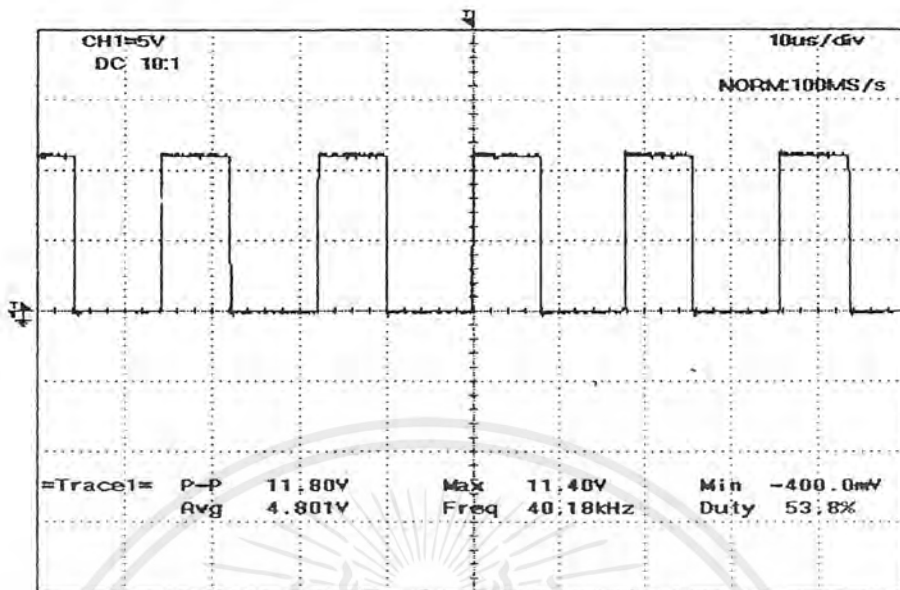 CH1=5V 10us/div
DC 10:1
NORM:100MS/s
=Trace1= P-P 11.80V Max 11.40V Min -400.0mV
Avg 4.801V Freq 40.18kHz Duty 53.8%